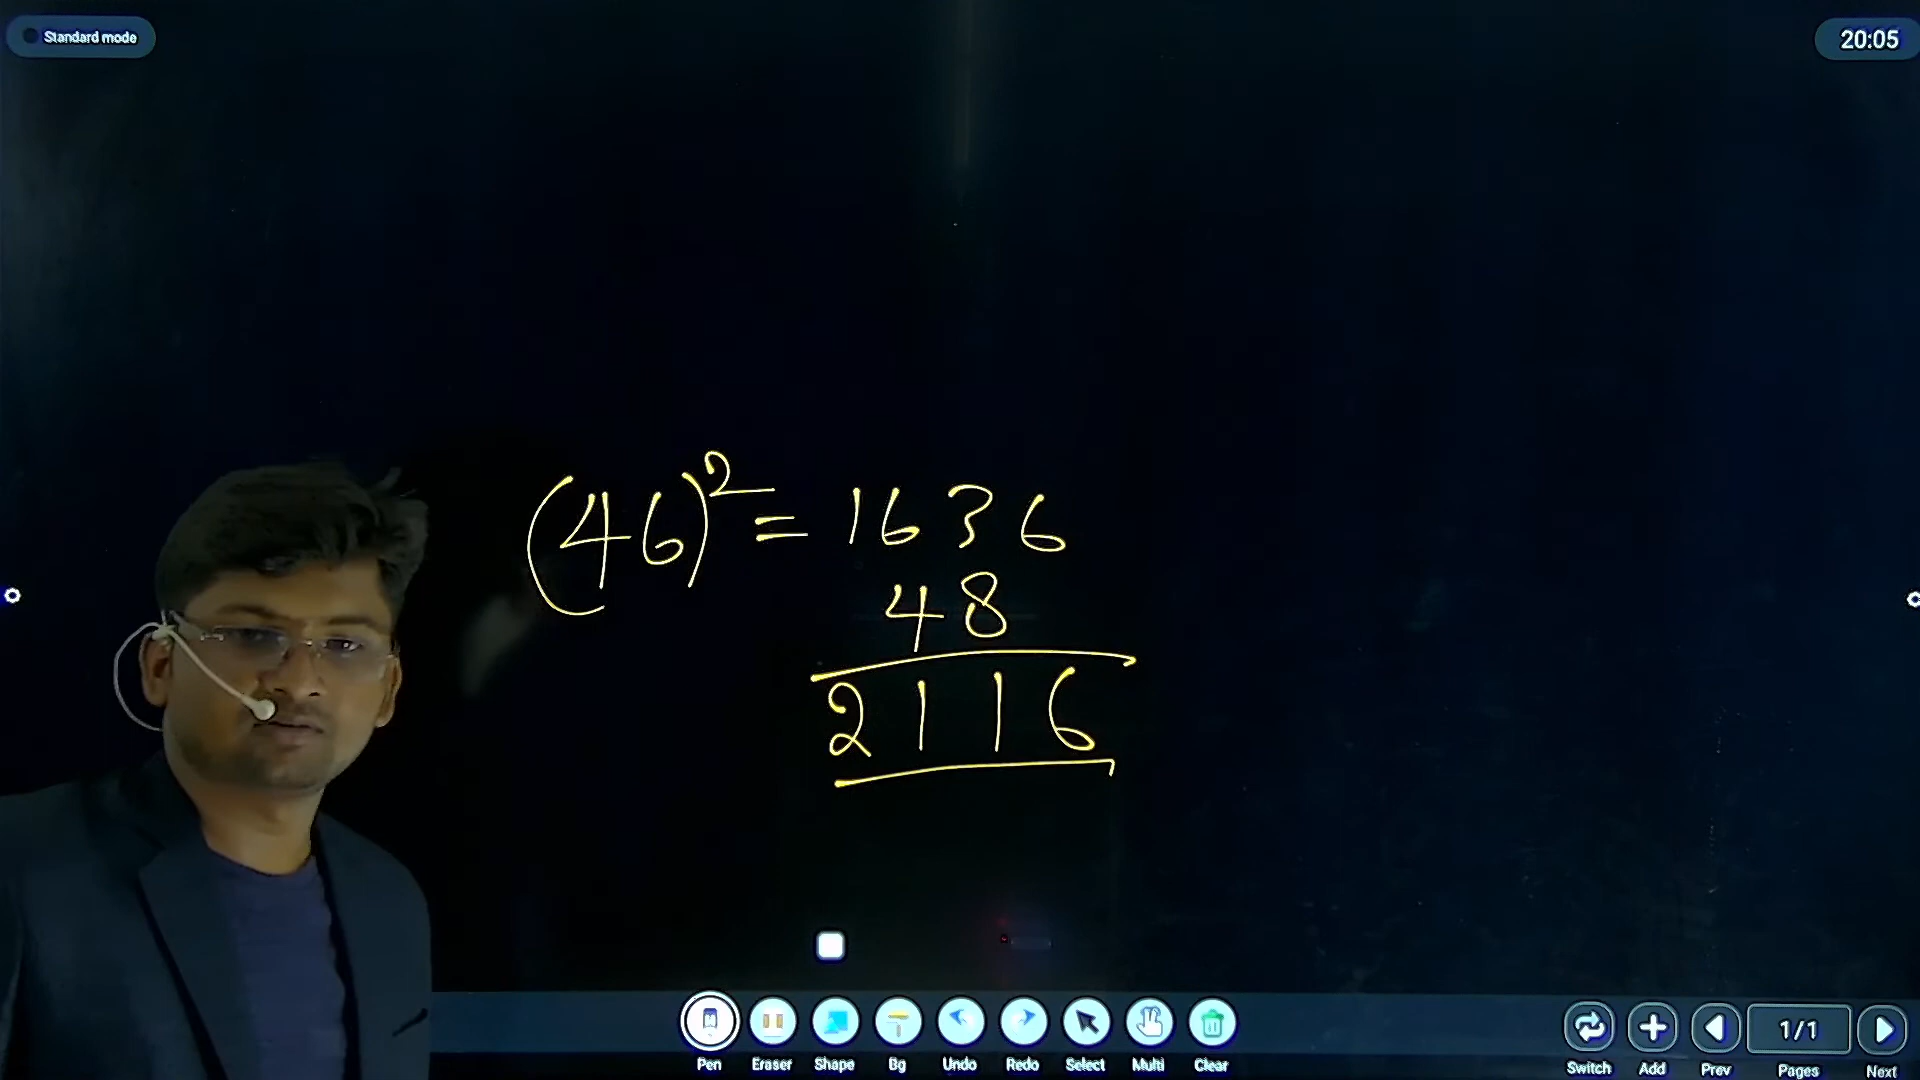 Standard mode
20:05
(46)² = 1636
48
2116
Pen Eraser Shape Bg Undo Redo Select Multi Clear
Switch Add Prev 1/1 Pages Next